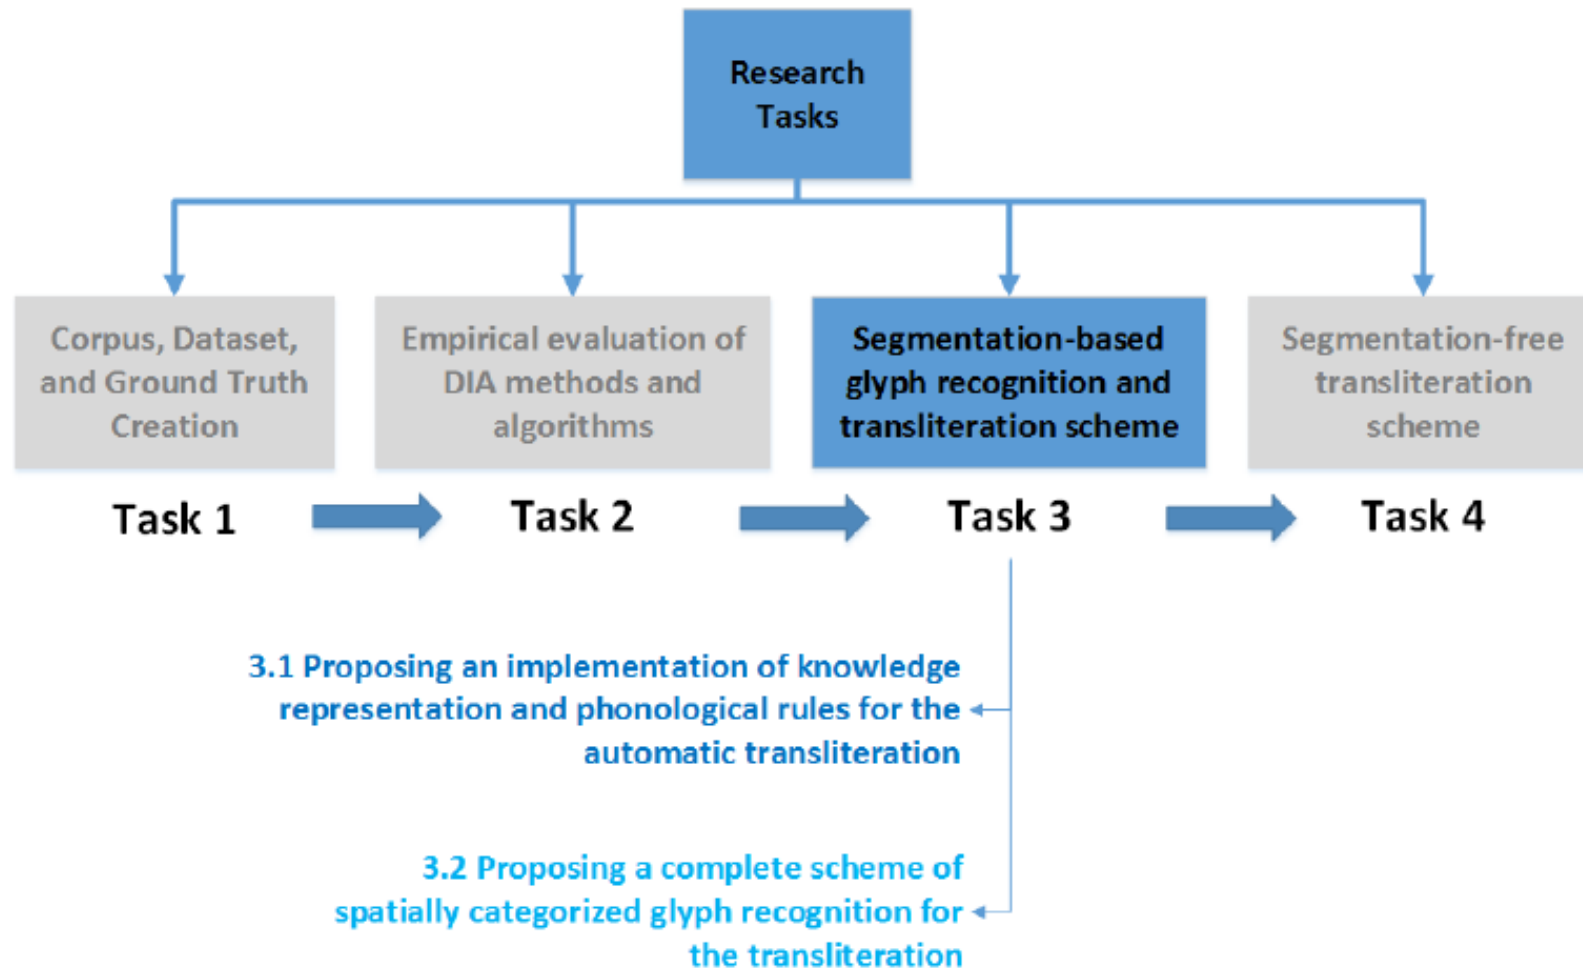 Research
Tasks
Corpus, Dataset,
and Ground Truth
Creation
Empirical evaluation of
DIA methods and
algorithms
Segmentation-based
glyph recognition and
transliteration scheme
Segmentation-free
transliteration
scheme
Task 1
Task 2
Task 3
Task 4
3.1 Proposing an implementation of knowledge
representation and phonological rules for the
automatic transliteration
3.2 Proposing a complete scheme of
spatially categorized glyph recognition for
the transliteration